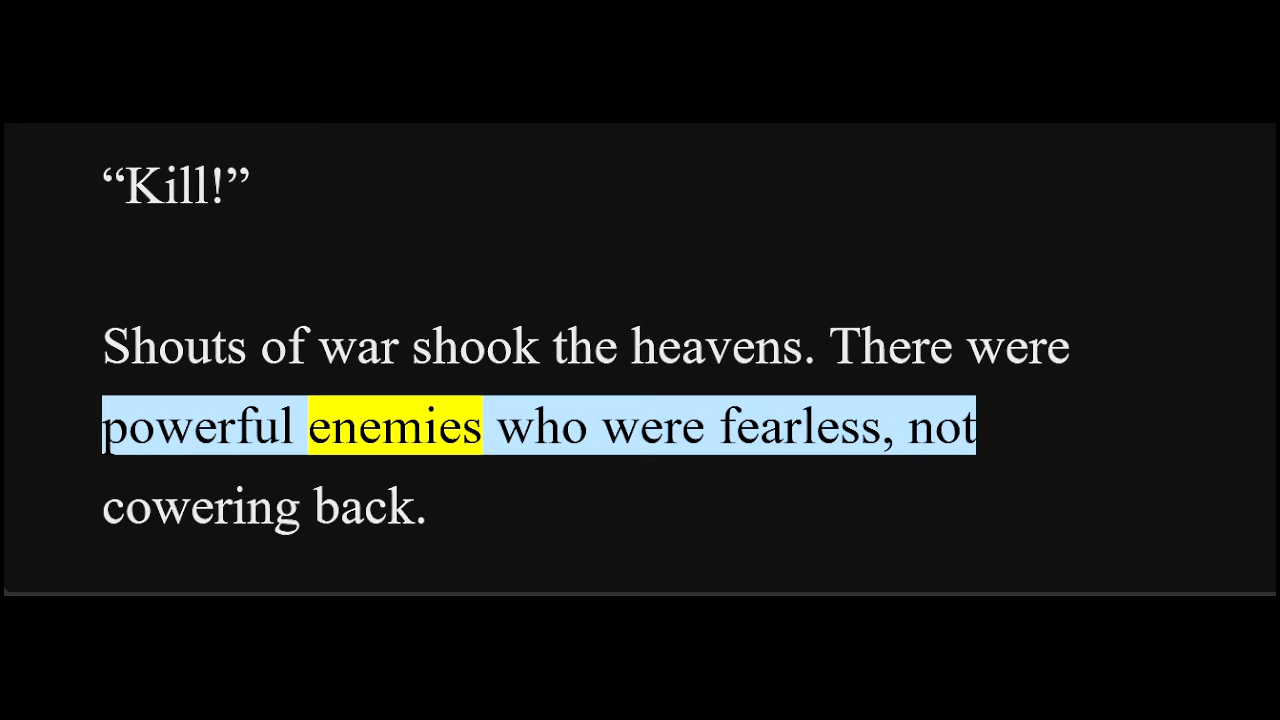 “Kill!”
Shouts of war shook the heavens. There were
powerful enemies who were fearless, not
cowering back.